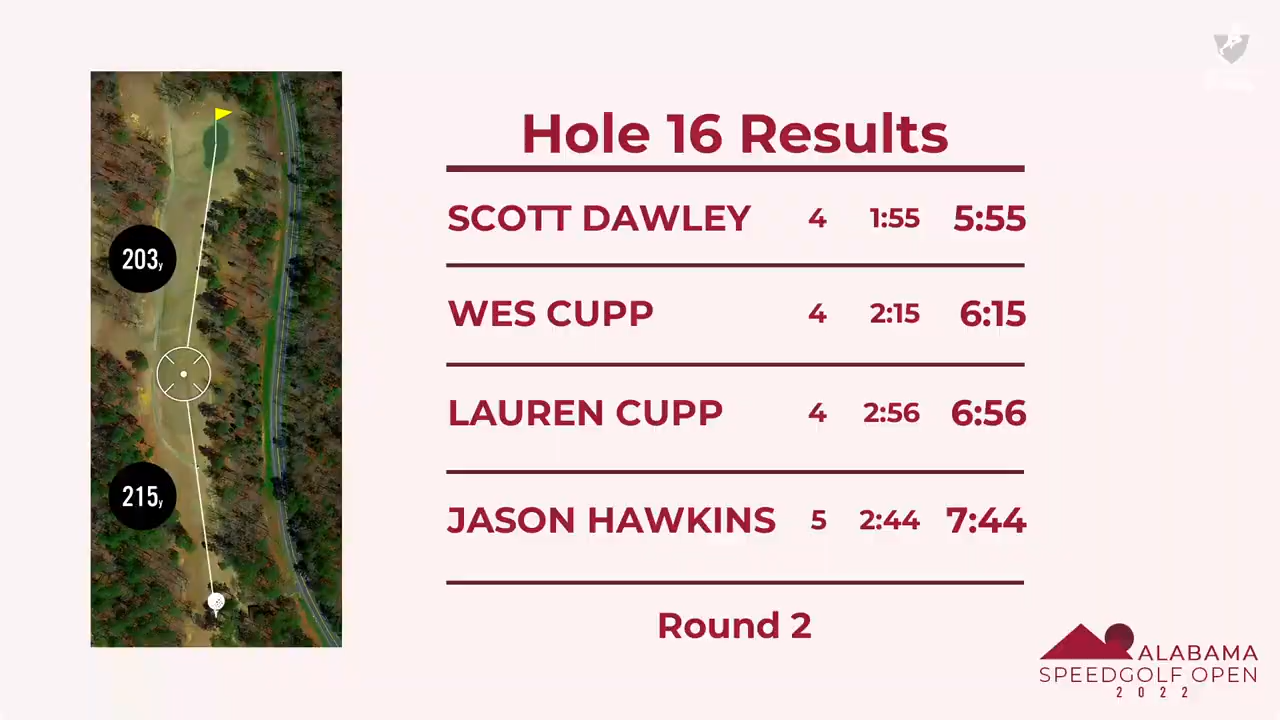 Hole 16 Results
SCOTT DAWLEY 4 1:55 5:55
WES CUPP 4 2:15 6:15
LAUREN CUPP 4 2:56 6:56
JASON HAWKINS 5 2:44 7:44
Round 2
203y
215y
ALABAMA
SPEEDGOLF OPEN
2022